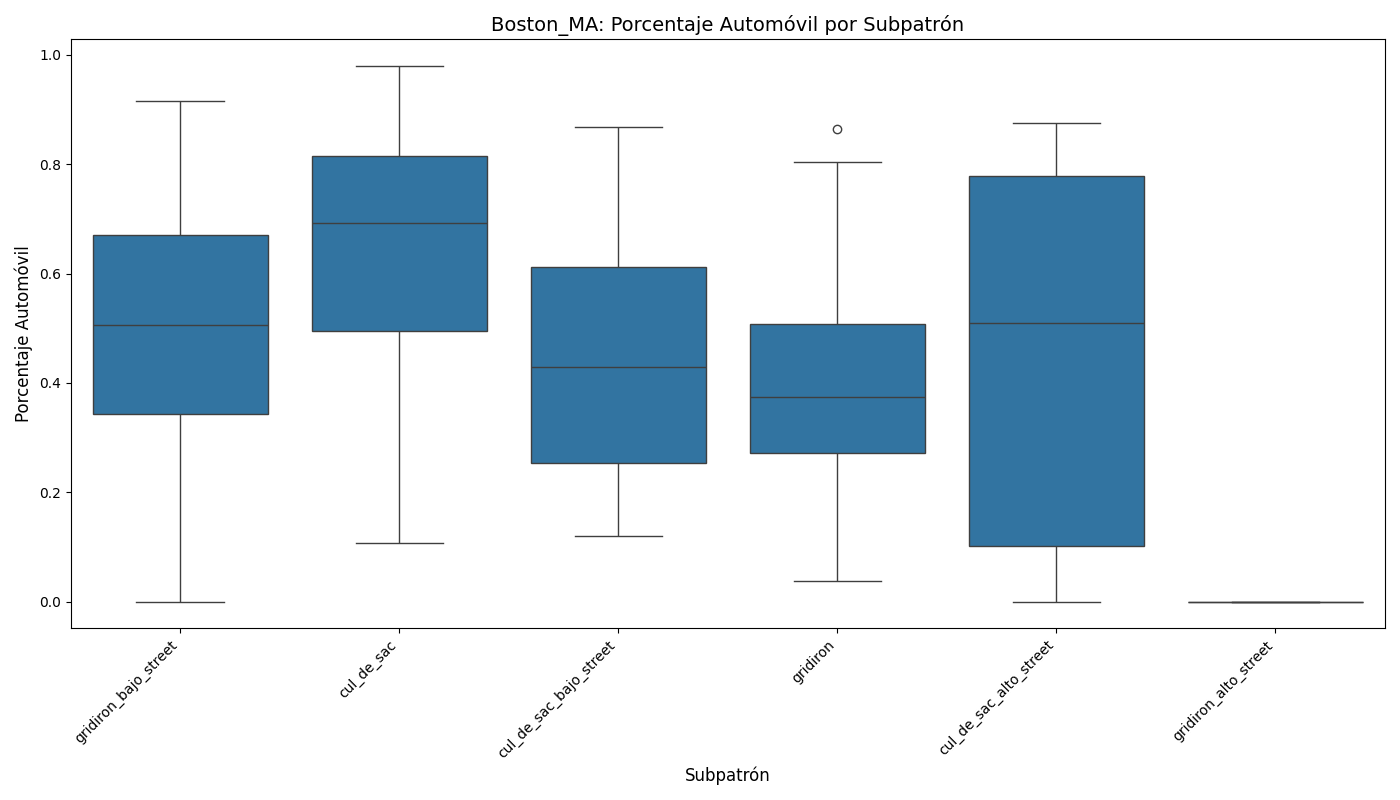 Boston_MA: Porcentaje Automóvil por Subpatrón
Porcentaje Automóvil
1.0
0.8
0.6
0.4
0.2
0.0
gridiron_bajo_street
cul_de_sac
cul_de_sac_bajo_street
gridiron
cul_de_sac_alto_street
gridiron_alto_street
Subpatrón